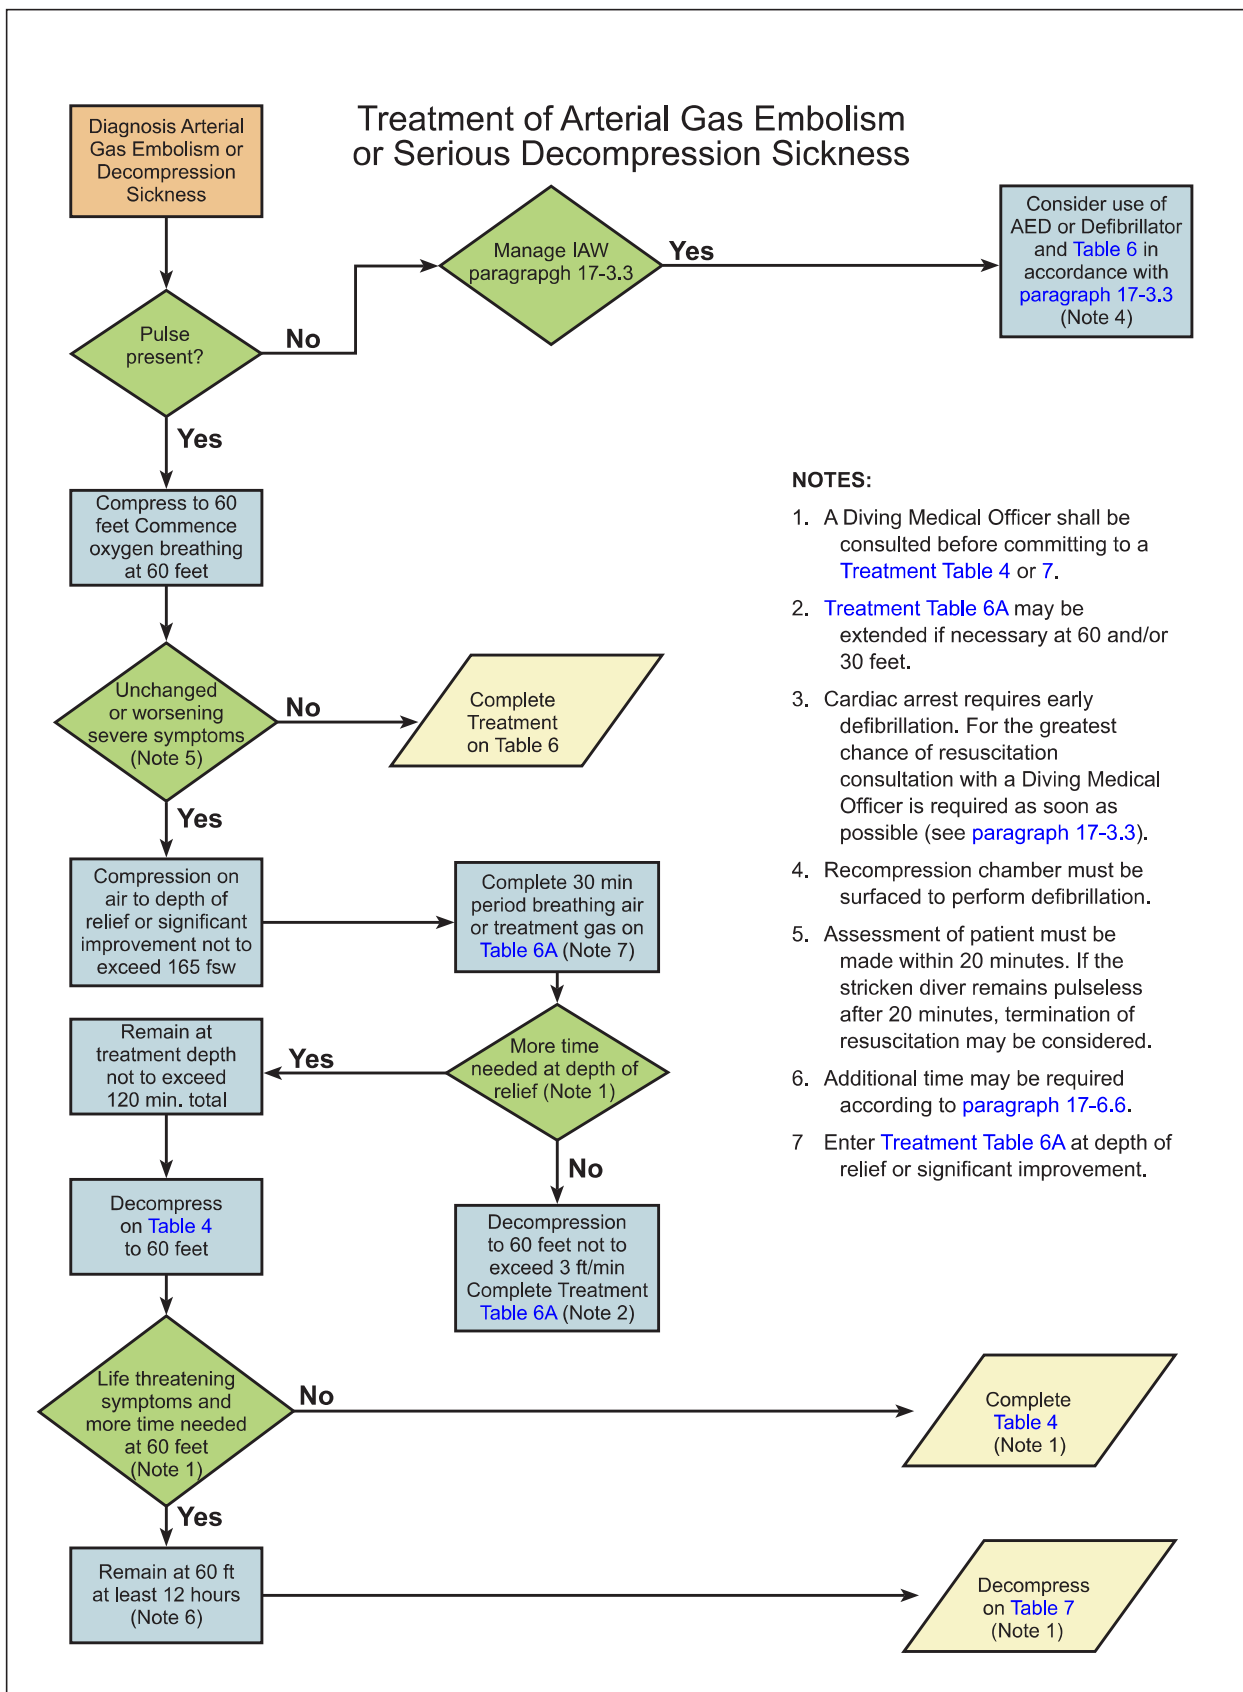 Treatment of Arterial Gas Embolism
or Serious Decompression Sickness
Diagnosis Arterial
Gas Embolism or
Decompression
Sickness
Pulse
present?
No
Manage IAW
paragrapgh 17-3.3
Yes
Consider use of
AED or Defibrillator
and Table 6 in
accordance with
paragraph 17-3.3
(Note 4)
Yes
Compress to 60
feet Commence
oxygen breathing
at 60 feet
Unchanged
or worsening
severe symptoms
(Note 5)
No
Complete
Treatment
on Table 6
Yes
Compression on
air to depth of
relief or significant
improvement not to
exceed 165 fsw
Complete 30 min
period breathing air
or treatment gas on
Table 6A (Note 7)
More time
needed at depth of
relief (Note 1)
Yes
Remain at
treatment depth
not to exceed
120 min. total
No
Decompression
to 60 feet not to
exceed 3 ft/min
Complete Treatment
Table 6A (Note 2)
Decompress
on Table 4
to 60 feet
Life threatening
symptoms and
more time needed
at 60 feet
(Note 1)
No
Complete
Table 4
(Note 1)
Yes
Remain at 60 ft
at least 12 hours
(Note 6)
Decompress
on Table 7
(Note 1)
NOTES:
1. A Diving Medical Officer shall be
consulted before committing to a
Treatment Table 4 or 7.
2. Treatment Table 6A may be
extended if necessary at 60 and/or
30 feet.
3. Cardiac arrest requires early
defibrillation. For the greatest
chance of resuscitation
consultation with a Diving Medical
Officer is required as soon as
possible (see paragraph 17-3.3).
4. Recompression chamber must be
surfaced to perform defibrillation.
5. Assessment of patient must be
made within 20 minutes. If the
stricken diver remains pulseless
after 20 minutes, termination of
resuscitation may be considered.
6. Additional time may be required
according to paragraph 17-6.6.
7 Enter Treatment Table 6A at depth of
relief or significant improvement.